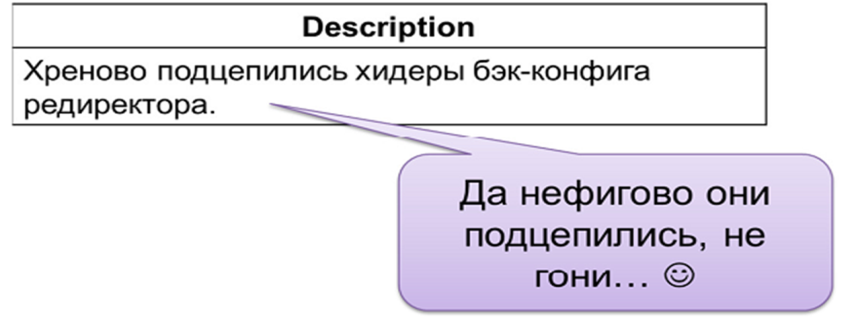 Description
Хреново подцепились хидеры бэк-конфига
редиректора.
Да нефигово они
подцепились, не
гони... ☺